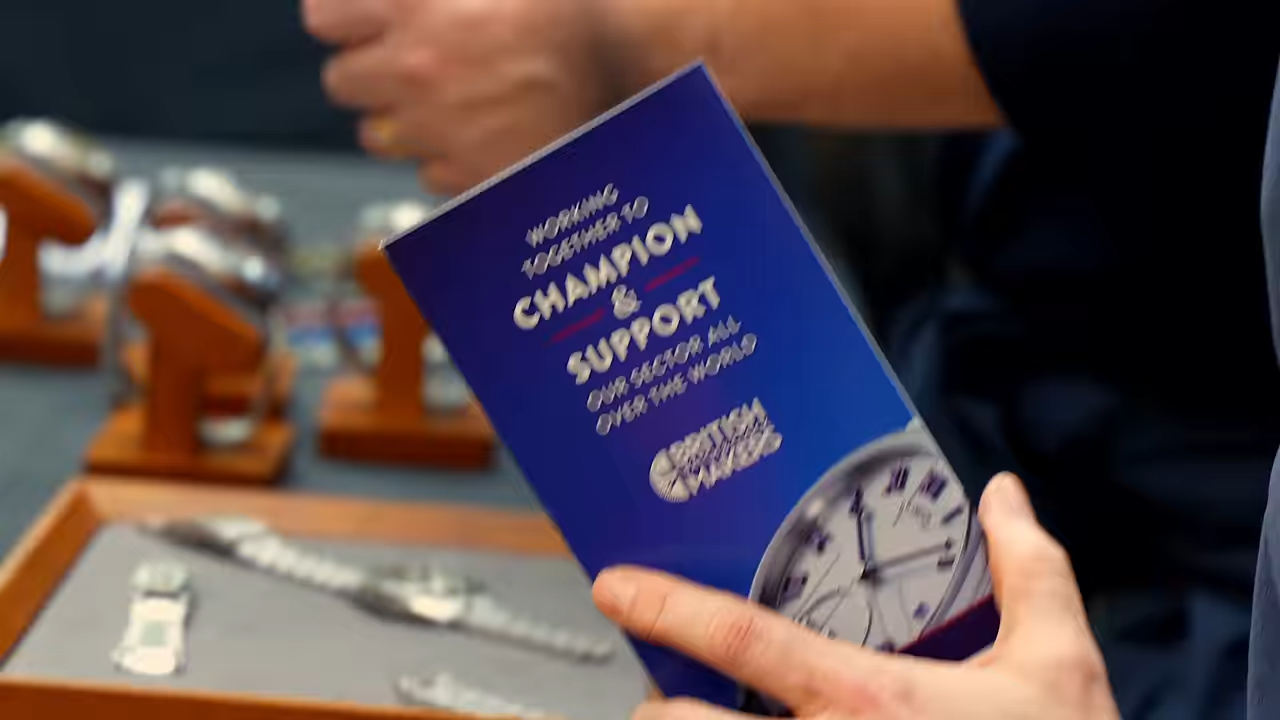 WORKING
TOGETHER TO
CHAMPION
&
SUPPORT
OUR SECTOR ALL
OVER THE WORLD
BRITISH
MAKERS